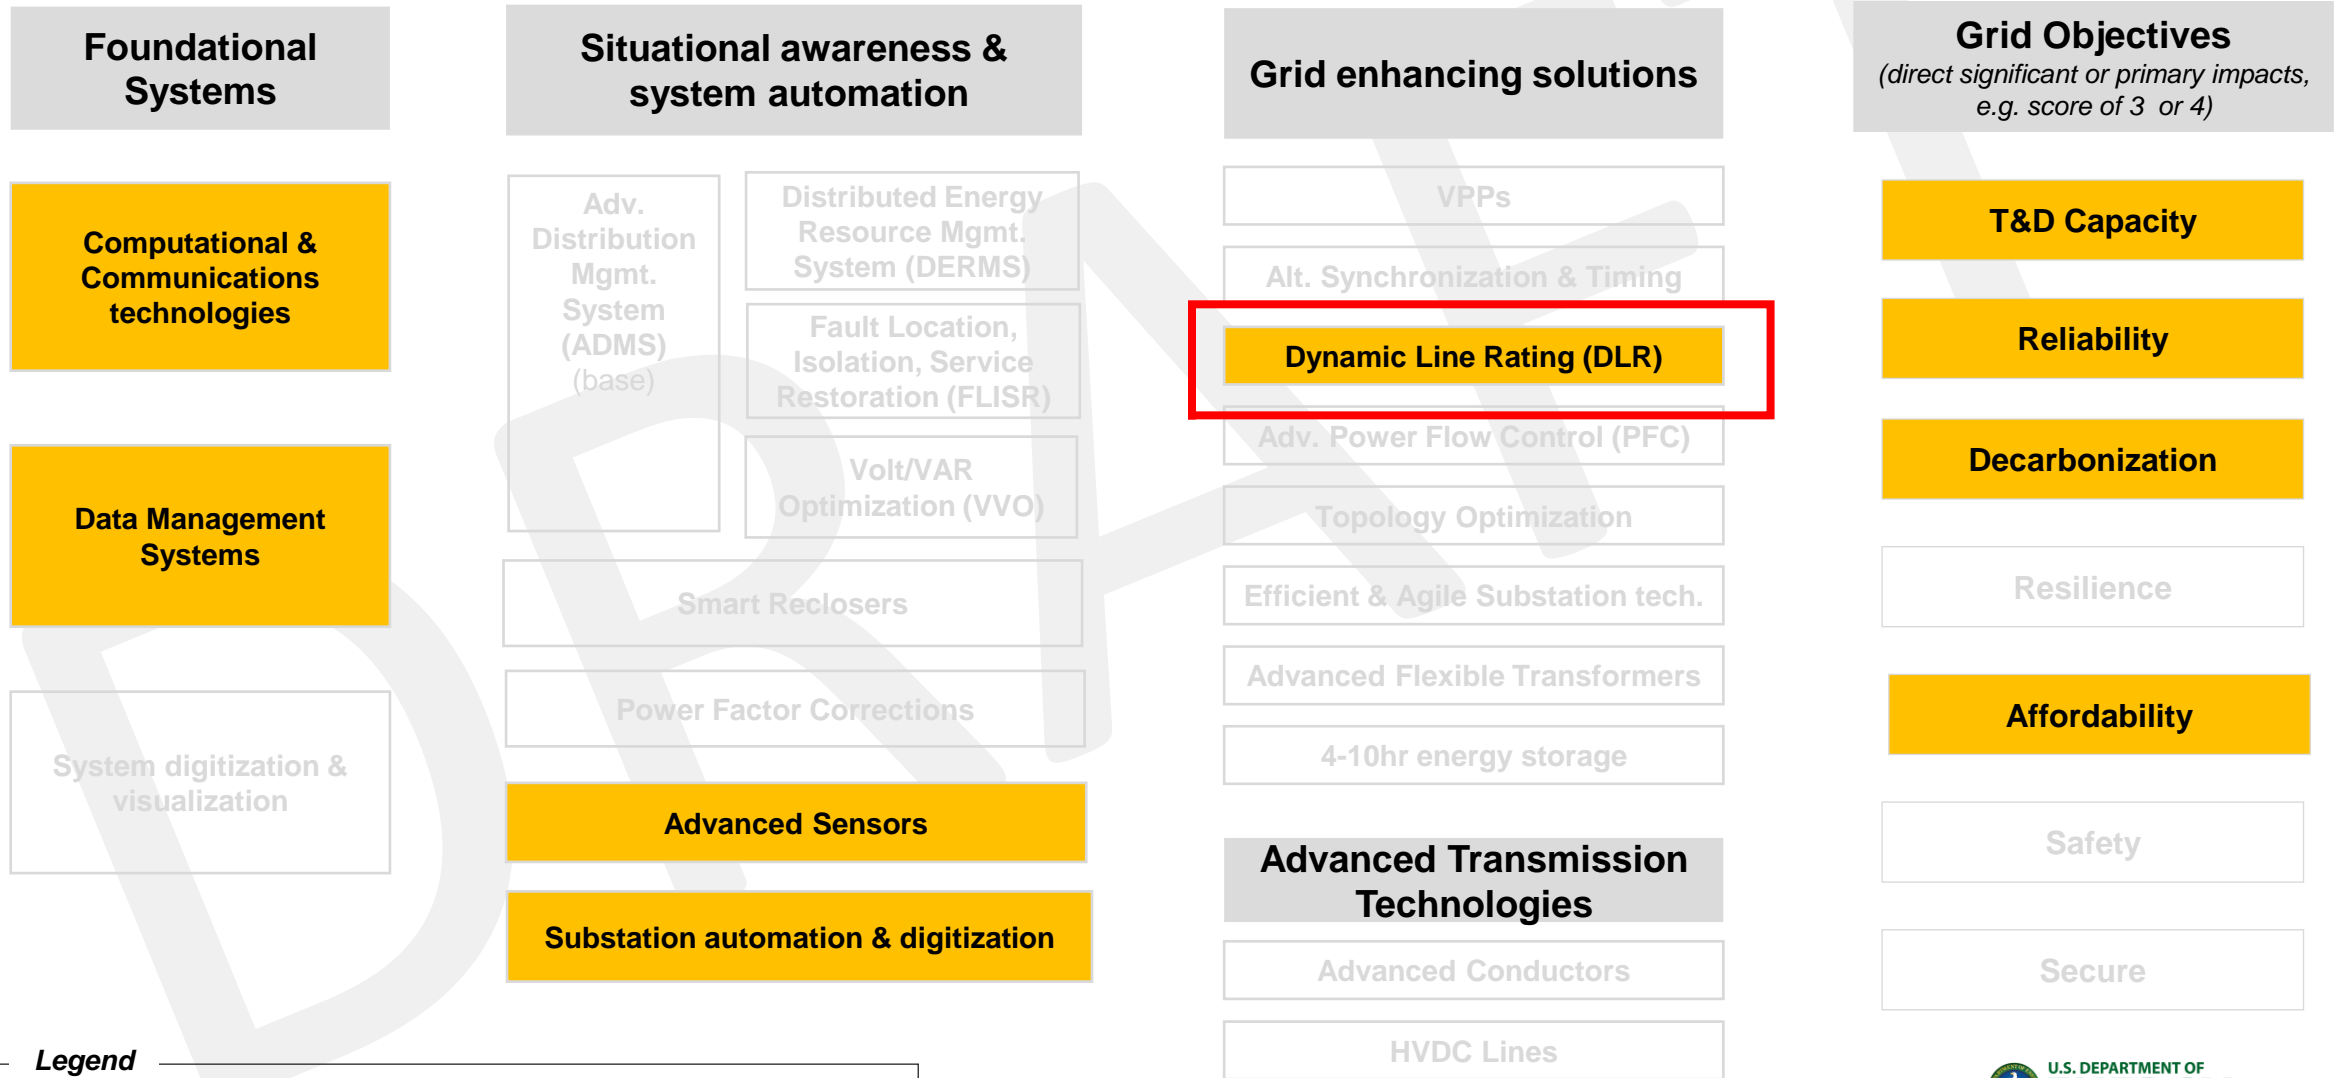 Foundational
Systems
Computational &
Communications
technologies
Data Management
Systems
System digitization &
visualization
Situational awareness &
system automation
Adv.
Distribution
Mgmt.
System
(ADMS)
(base)
Distributed Energy
Resource Mgmt.
System (DERMS)
Fault Location,
Isolation, Service
Restoration (FLISR)
Volt/VAR
Optimization (VVO)
Smart Reclosers
Power Factor Corrections
Advanced Sensors
Substation automation & digitization
Grid enhancing solutions
VPPs
Alt. Synchronization & Timing
Dynamic Line Rating (DLR)
Adv. Power Flow Control (PFC)
Topology Optimization
Efficient & Agile Substation tech.
Advanced Flexible Transformers
4-10hr energy storage
Advanced Transmission
Technologies
Advanced Conductors
HVDC Lines
Grid Objectives
(direct significant or primary impacts,
e.g. score of 3 or 4)
T&D Capacity
Reliability
Decarbonization
Resilience
Affordability
Safety
Secure
Legend
U.S. DEPARTMENT OF
DRAFT